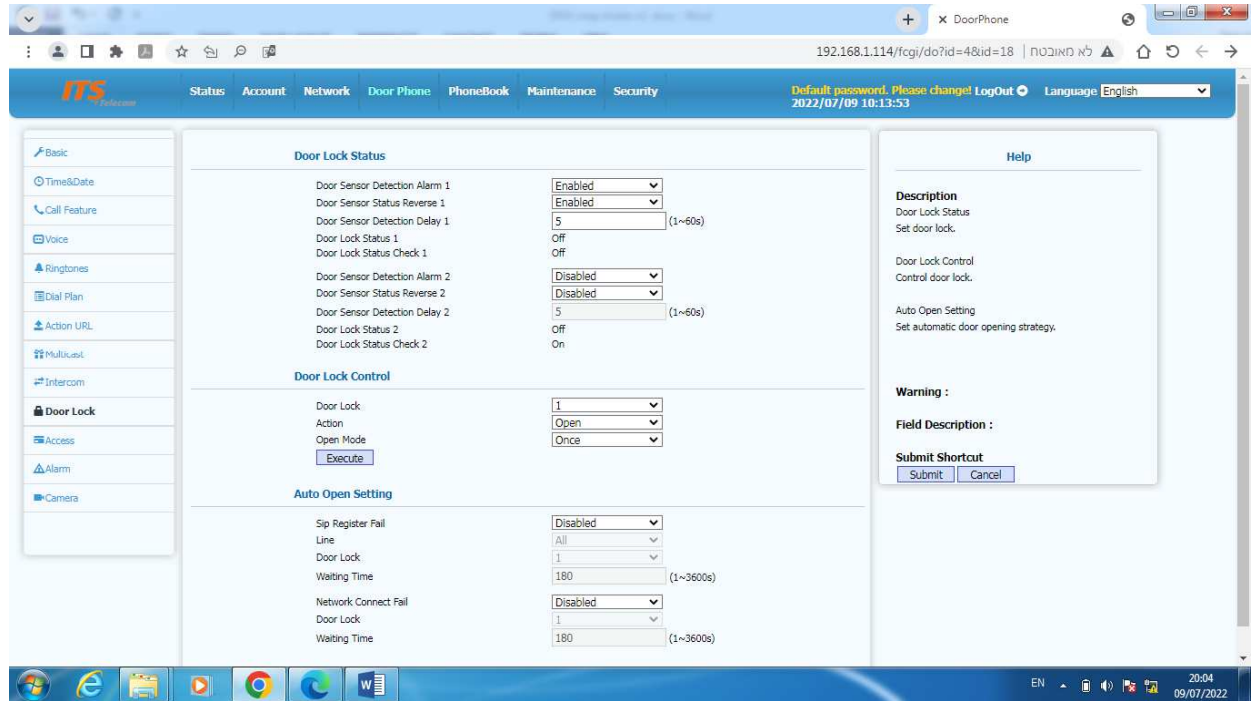 DoorPhone
192.168.1.114/fcgi/do?id=4&id=18 | לא מאובטח
ITS Telecom
Status Account Network Door Phone PhoneBook Maintenance Security
Default password. Please change! LogOut Language English
2022/07/09 10:13:53
Basic
Time&Date
Call Feature
Voice
Ringtones
Dial Plan
Action URL
Multicast
Intercom
Door Lock
Access
Alarm
Camera
Door Lock Status
Door Sensor Detection Alarm 1 Enabled
Door Sensor Status Reverse 1 Enabled
Door Sensor Detection Delay 1 5 (1~60s)
Door Lock Status 1 Off
Door Lock Status Check 1 Off
Door Sensor Detection Alarm 2 Disabled
Door Sensor Status Reverse 2 Disabled
Door Sensor Detection Delay 2 5 (1~60s)
Door Lock Status 2 Off
Door Lock Status Check 2 On
Door Lock Control
Door Lock 1
Action Open
Open Mode Once
Execute
Auto Open Setting
Sip Register Fail Disabled
Line All
Door Lock 1
Waiting Time 180 (1~3600s)
Network Connect Fail Disabled
Door Lock 1
Waiting Time 180 (1~3600s)
Help
Description
Door Lock Status
Set door lock.
Door Lock Control
Control door lock.
Auto Open Setting
Set automatic door opening strategy.
Warning :
Field Description :
Submit Shortcut
Submit Cancel
EN 20:04
09/07/2022